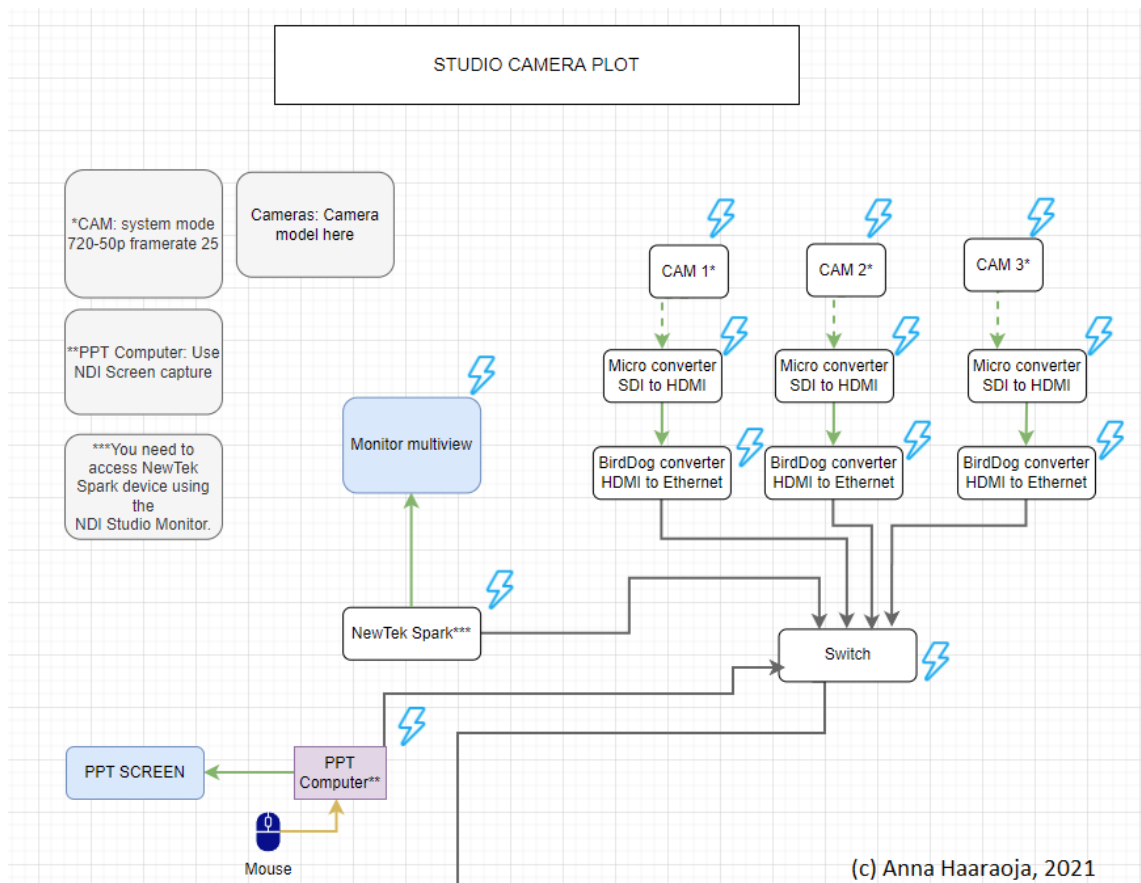 STUDIO CAMERA PLOT
*CAM: system mode
720-50p framerate 25
Cameras: Camera
model here
**PPT Computer: Use
NDI Screen capture
***You need to
access NewTek
Spark device using
the
NDI Studio Monitor.
CAM 1*
CAM 2*
CAM 3*
Micro converter
SDI to HDMI
Micro converter
SDI to HDMI
Micro converter
SDI to HDMI
Monitor multiview
BirdDog converter
HDMI to Ethernet
BirdDog converter
HDMI to Ethernet
BirdDog converter
HDMI to Ethernet
NewTek Spark***
Switch
PPT SCREEN
PPT
Computer**
Mouse
(c) Anna Haaraoja, 2021